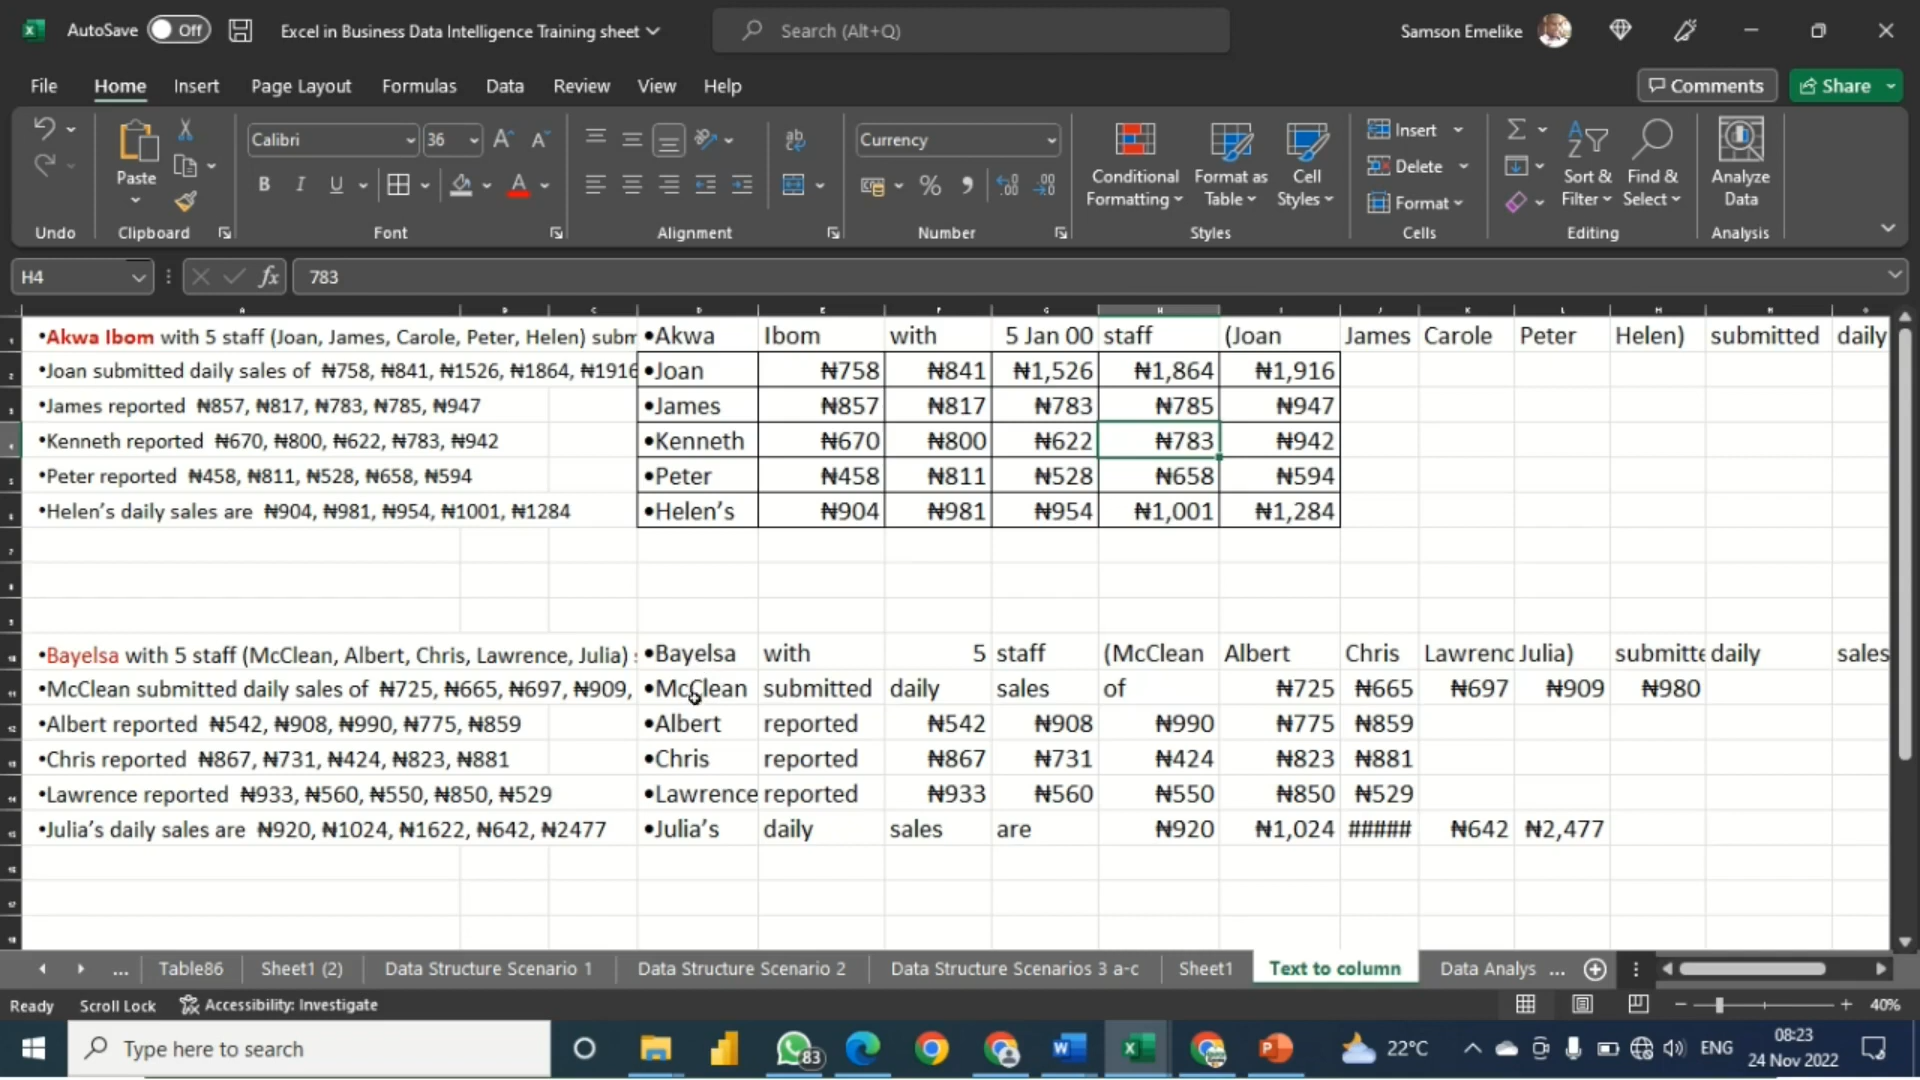 AutoSave Off Excel in Business Data Intelligence Training sheet Search (Alt+Q) Samson Emelike
File Home Insert Page Layout Formulas Data Review View Help Comments Share
Calibri 36 ab Currency Insert
Paste Conditional Format as Cell Delete Sort & Find & Analyze
B I U A % Formatting Table Styles Format Filter Select Data
Undo Clipboard Font Alignment Number Styles Cells Editing Analysis
H4 fx 783
•Akwa Ibom with 5 staff (Joan, James, Carole, Peter, Helen) subm •Akwa Ibom with 5 Jan 00 staff (Joan James Carole Peter Helen) submitted daily
•Joan submitted daily sales of ₦758, ₦841, ₦1526, ₦1864, ₦1916 •Joan ₦758 ₦841 ₦1,526 ₦1,864 ₦1,916
•James reported ₦857, ₦817, ₦783, ₦785, ₦947 •James ₦857 ₦817 ₦783 ₦785 ₦947
•Kenneth reported ₦670, ₦800, ₦622, ₦783, ₦942 •Kenneth ₦670 ₦800 ₦622 ₦783 ₦942
•Peter reported ₦458, ₦811, ₦528, ₦658, ₦594 •Peter ₦458 ₦811 ₦528 ₦658 ₦594
•Helen's daily sales are ₦904, ₦981, ₦954, ₦1001, ₦1284 •Helen's ₦904 ₦981 ₦954 ₦1,001 ₦1,284
•Bayelsa with 5 staff (McClean, Albert, Chris, Lawrence, Julia) •Bayelsa with 5 staff (McClean Albert Chris Lawrenc Julia) submitte daily sales
•McClean submitted daily sales of ₦725, ₦665, ₦697, ₦909, •McClean submitted daily sales of ₦725 ₦665 ₦697 ₦909 ₦980
•Albert reported ₦542, ₦908, ₦990, ₦775, ₦859 •Albert reported ₦542 ₦908 ₦990 ₦775 ₦859
•Chris reported ₦867, ₦731, ₦424, ₦823, ₦881 •Chris reported ₦867 ₦731 ₦424 ₦823 ₦881
•Lawrence reported ₦933, ₦560, ₦550, ₦850, ₦529 •Lawrence reported ₦933 ₦560 ₦550 ₦850 ₦529
•Julia's daily sales are ₦920, ₦1024, ₦1622, ₦642, ₦2477 •Julia's daily sales are ₦920 ₦1,024 ##### ₦642 ₦2,477
... Table86 Sheet1 (2) Data Structure Scenario 1 Data Structure Scenario 2 Data Structure Scenarios 3 a-c Sheet1 Text to column Data Analys ...
Ready Scroll Lock Accessibility: Investigate 40%
Type here to search 83 22°C ENG 08:23
24 Nov 2022